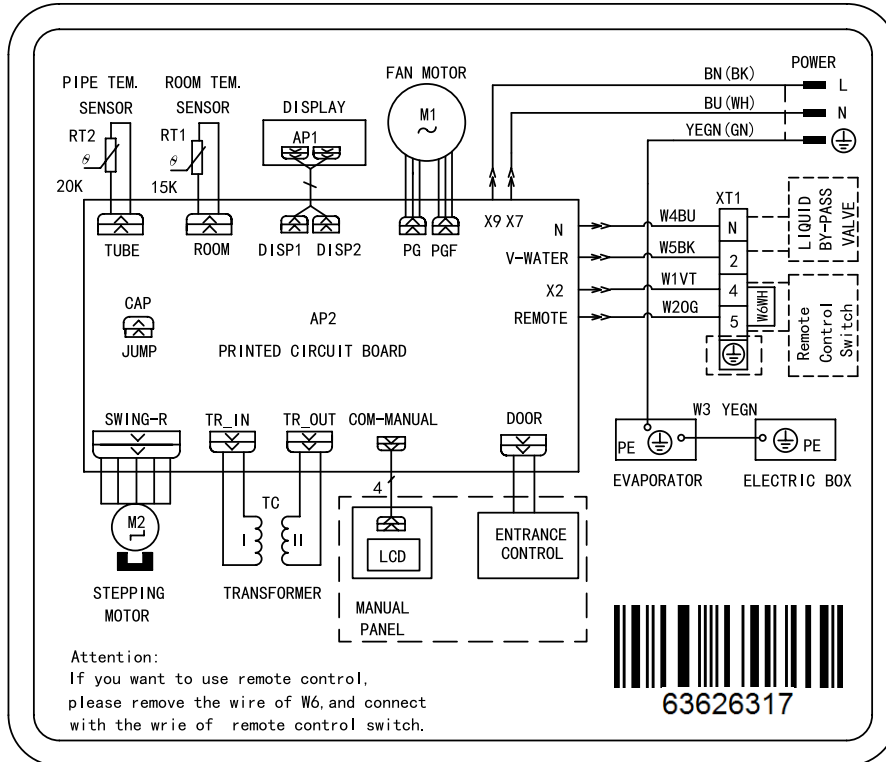 PIPE TEM.
SENSOR
ROOM TEM.
SENSOR
RT2
θ
20K
RT1
θ
15K
DISPLAY
AP1
FAN MOTOR
M1
~
POWER
BN(BK)
L
BU(WH)
N
YEGN(GN)
TUBE
ROOM
DISP1
DISP2
PG
PGF
X9
X7
N
V-WATER
X2
REMOTE
W4BU
W5BK
W1VT
W2OG
XT1
N
2
4
5
W6WH
LIQUID
BY-PASS
VALVE
Remote
Control
Switch
CAP
JUMP
AP2
PRINTED CIRCUIT BOARD
SWING-R
TR_IN
TR_OUT
COM-MANUAL
DOOR
W3 YEGN
PE
PE
EVAPORATOR
ELECTRIC BOX
M2
STEPPING
MOTOR
TC
I
II
TRANSFORMER
4
LCD
MANUAL
PANEL
ENTRANCE
CONTROL
Attention:
If you want to use remote control,
please remove the wire of W6,and connect
with the wrie of remote control switch.
63626317